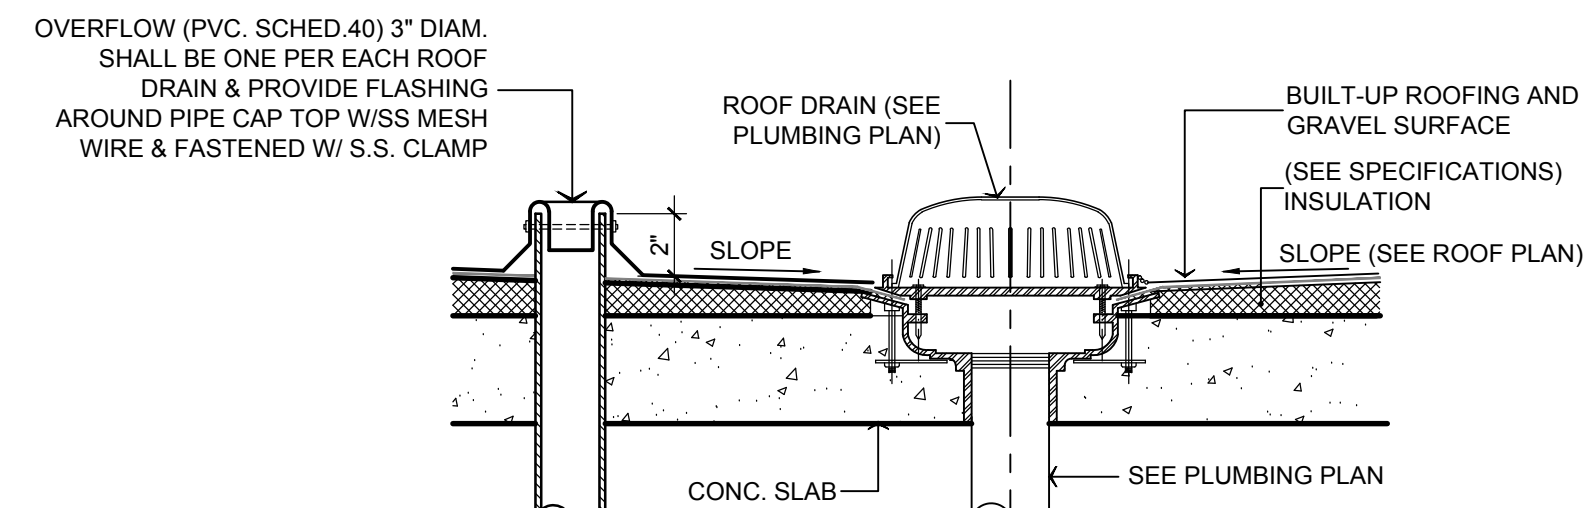 OVERFLOW (PVC. SCHED.40) 3" DIAM.
SHALL BE ONE PER EACH ROOF
DRAIN & PROVIDE FLASHING
AROUND PIPE CAP TOP W/SS MESH
WIRE & FASTENED W/ S.S. CLAMP
ROOF DRAIN (SEE
PLUMBING PLAN)
BUILT-UP ROOFING AND
GRAVEL SURFACE
(SEE SPECIFICATIONS)
INSULATION
2"
SLOPE
SLOPE (SEE ROOF PLAN)
CONC. SLAB
SEE PLUMBING PLAN